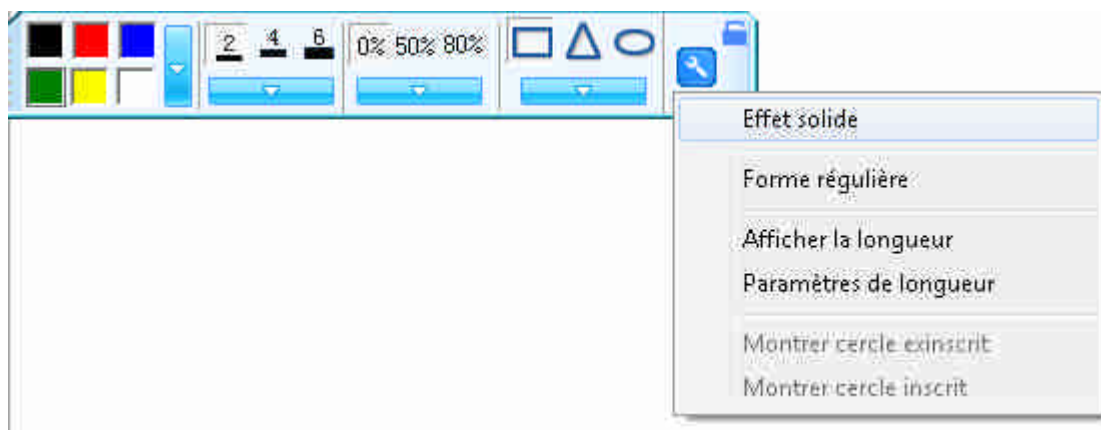 2 4 6 0% 50% 80%
Effet solide
Forme régulière
Afficher la longueur
Paramètres de longueur
Montrer cercle exinscrit
Montrer cercle inscrit